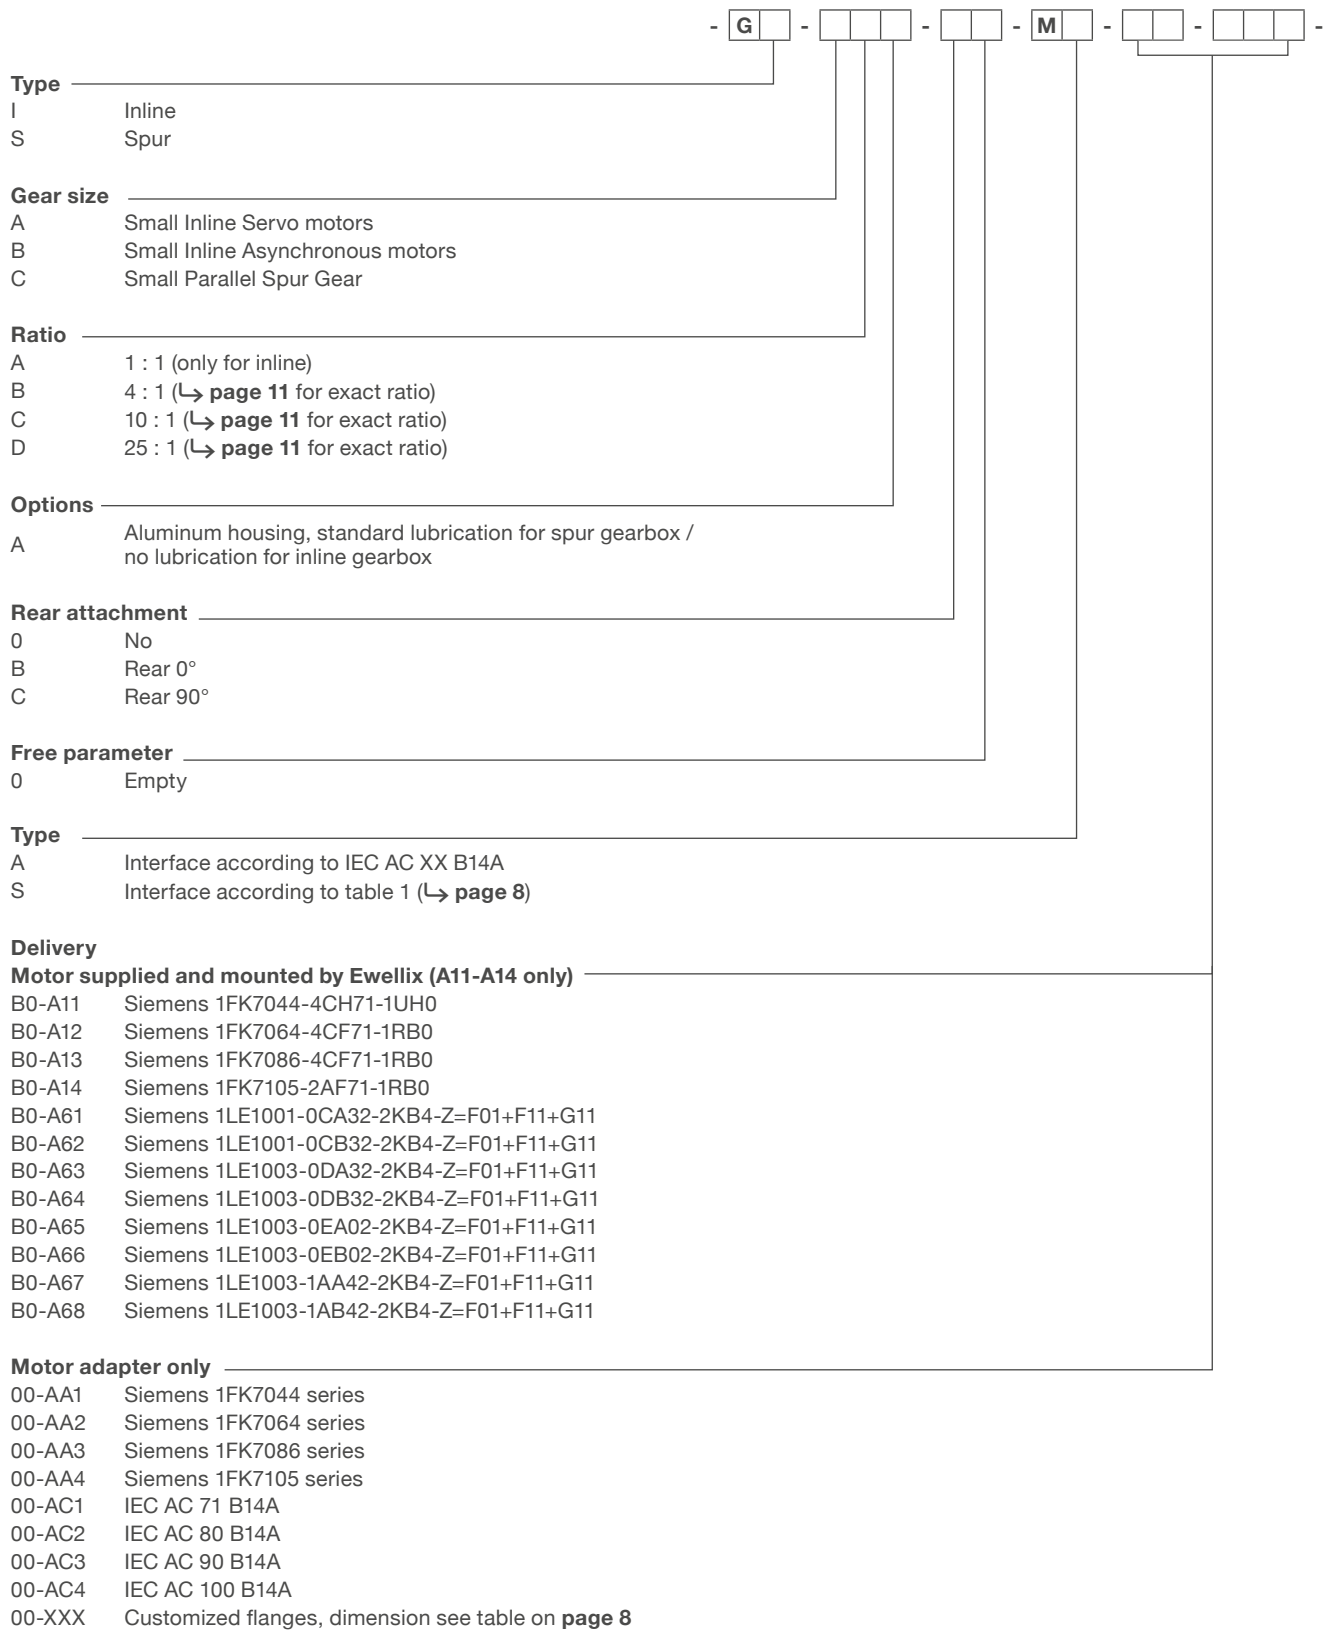 - G - - - M - - -
Type
I Inline
S Spur
Gear size
A Small Inline Servo motors
B Small Inline Asynchronous motors
C Small Parallel Spur Gear
Ratio
A 1 : 1 (only for inline)
B 4 : 1 (↳ page 11 for exact ratio)
C 10 : 1 (↳ page 11 for exact ratio)
D 25 : 1 (↳ page 11 for exact ratio)
Options
A Aluminum housing, standard lubrication for spur gearbox /
no lubrication for inline gearbox
Rear attachment
0 No
B Rear 0°
C Rear 90°
Free parameter
0 Empty
Type
A Interface according to IEC AC XX B14A
S Interface according to table 1 (↳ page 8)
Delivery
Motor supplied and mounted by Ewellix (A11-A14 only)
B0-A11 Siemens 1FK7044-4CH71-1UH0
B0-A12 Siemens 1FK7064-4CF71-1RB0
B0-A13 Siemens 1FK7086-4CF71-1RB0
B0-A14 Siemens 1FK7105-2AF71-1RB0
B0-A61 Siemens 1LE1001-0CA32-2KB4-Z=F01+F11+G11
B0-A62 Siemens 1LE1001-0CB32-2KB4-Z=F01+F11+G11
B0-A63 Siemens 1LE1003-0DA32-2KB4-Z=F01+F11+G11
B0-A64 Siemens 1LE1003-0DB32-2KB4-Z=F01+F11+G11
B0-A65 Siemens 1LE1003-0EA02-2KB4-Z=F01+F11+G11
B0-A66 Siemens 1LE1003-0EB02-2KB4-Z=F01+F11+G11
B0-A67 Siemens 1LE1003-1AA42-2KB4-Z=F01+F11+G11
B0-A68 Siemens 1LE1003-1AB42-2KB4-Z=F01+F11+G11
Motor adapter only
00-AA1 Siemens 1FK7044 series
00-AA2 Siemens 1FK7064 series
00-AA3 Siemens 1FK7086 series
00-AA4 Siemens 1FK7105 series
00-AC1 IEC AC 71 B14A
00-AC2 IEC AC 80 B14A
00-AC3 IEC AC 90 B14A
00-AC4 IEC AC 100 B14A
00-XXX Customized flanges, dimension see table on page 8